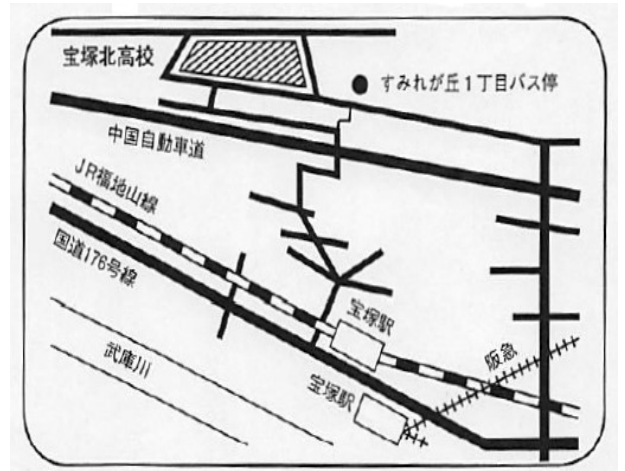 宝塚北高校
すみれが丘1丁目バス停
中国自動車道
JR福地山線
国道176号線
宝塚駅
阪急
武庫川
宝塚駅